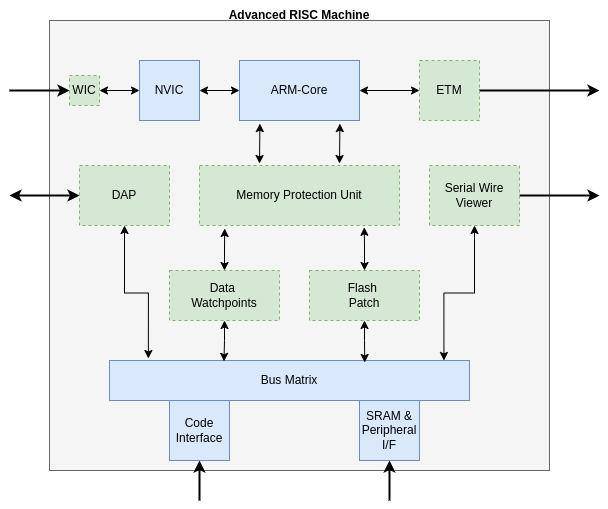 Advanced RISC Machine
WIC
NVIC
ARM-Core
ETM
DAP
Memory Protection Unit
Serial Wire
Viewer
Data
Watchpoints
Flash
Patch
Bus Matrix
Code
Interface
SRAM &
Peripheral
I/F